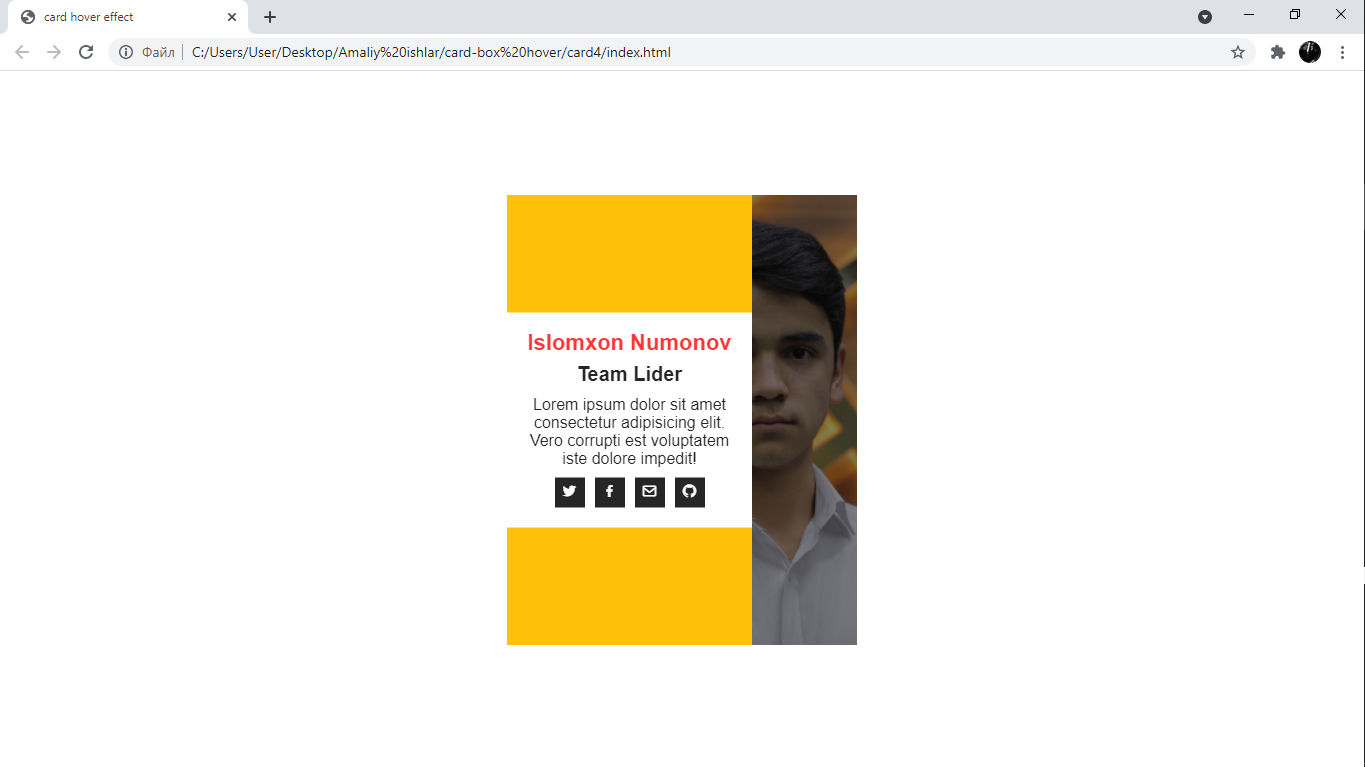 card hover effect
Файл
C:/Users/User/Desktop/Amaliy%20ishlar/card-box%20hover/card4/index.html
Islomxon Numonov
Team Lider
Lorem ipsum dolor sit amet
consectetur adipisicing elit.
Vero corrupti est voluptatem
iste dolore impedit!